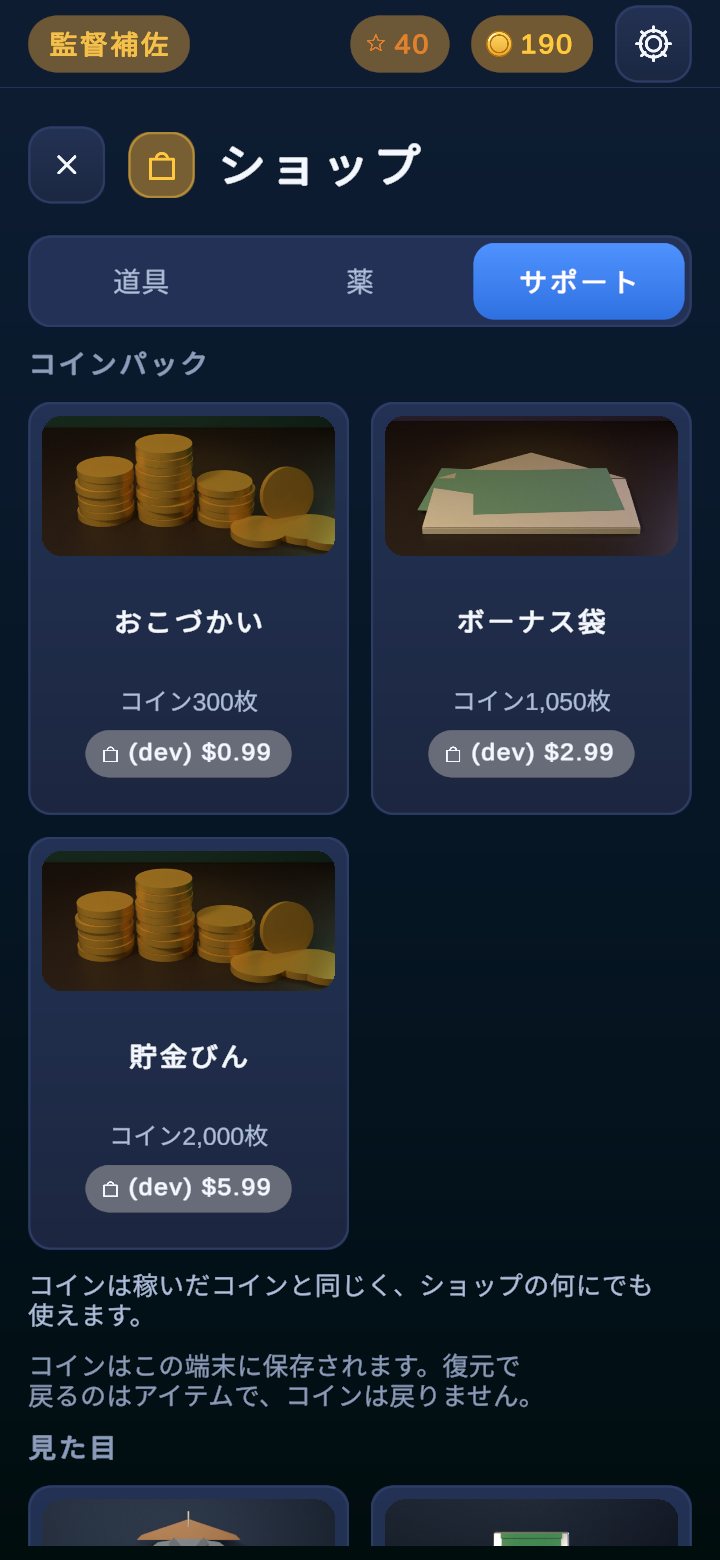 監督補佐
40
190
ショップ
道具
薬
サポート
コインパック
おこづかい
ボーナス袋
コイン300枚
コイン1,050枚
(dev) $0.99
(dev) $2.99
貯金びん
コイン2,000枚
(dev) $5.99
コインは稼いだコインと同じく、ショップの何にでも
使えます。
コインはこの端末に保存されます。復元で
戻るのはアイテムで、コインは戻りません。
見た目